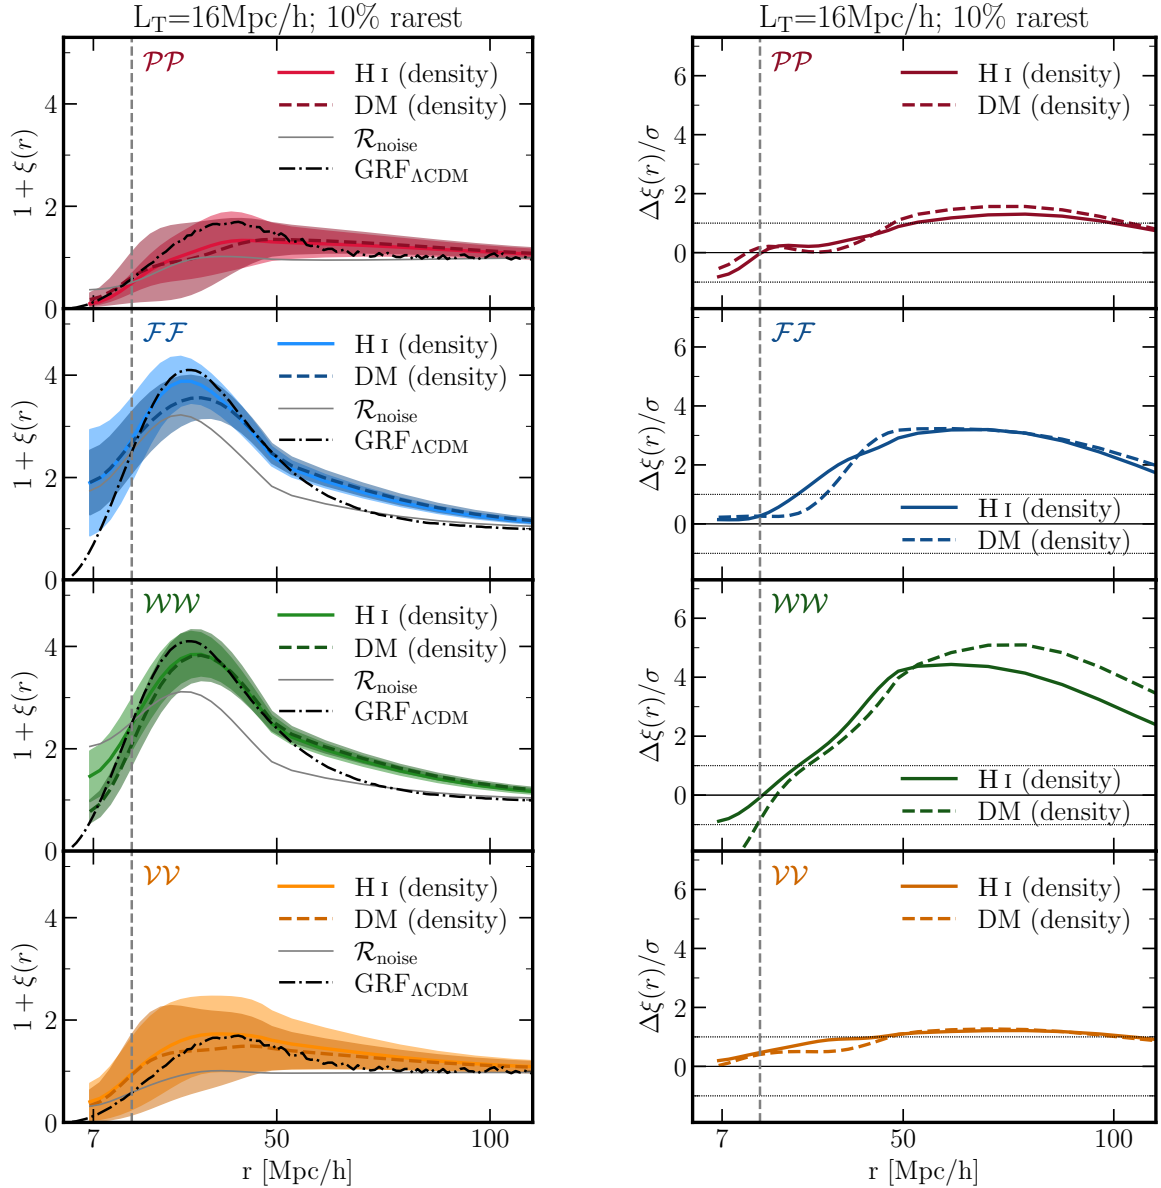 L_T=16Mpc/h; 10% rarest
𝒫𝒫
H I (density)
DM (density)
ℛ_noise
GRF_ΛCDM
1 + ξ(r)
4
2
0
ℱℱ
H I (density)
DM (density)
ℛ_noise
GRF_ΛCDM
1 + ξ(r)
4
2
0
𝒲𝒲
H I (density)
DM (density)
ℛ_noise
GRF_ΛCDM
1 + ξ(r)
4
2
0
𝒱𝒱
H I (density)
DM (density)
ℛ_noise
GRF_ΛCDM
1 + ξ(r)
4
2
0
7 50 100
r [Mpc/h]
L_T=16Mpc/h; 10% rarest
𝒫𝒫
H I (density)
DM (density)
Δξ(r)/σ
6
4
2
0
ℱℱ
H I (density)
DM (density)
Δξ(r)/σ
6
4
2
0
𝒲𝒲
H I (density)
DM (density)
Δξ(r)/σ
6
4
2
0
𝒱𝒱
H I (density)
DM (density)
Δξ(r)/σ
6
4
2
0
7 50 100
r [Mpc/h]